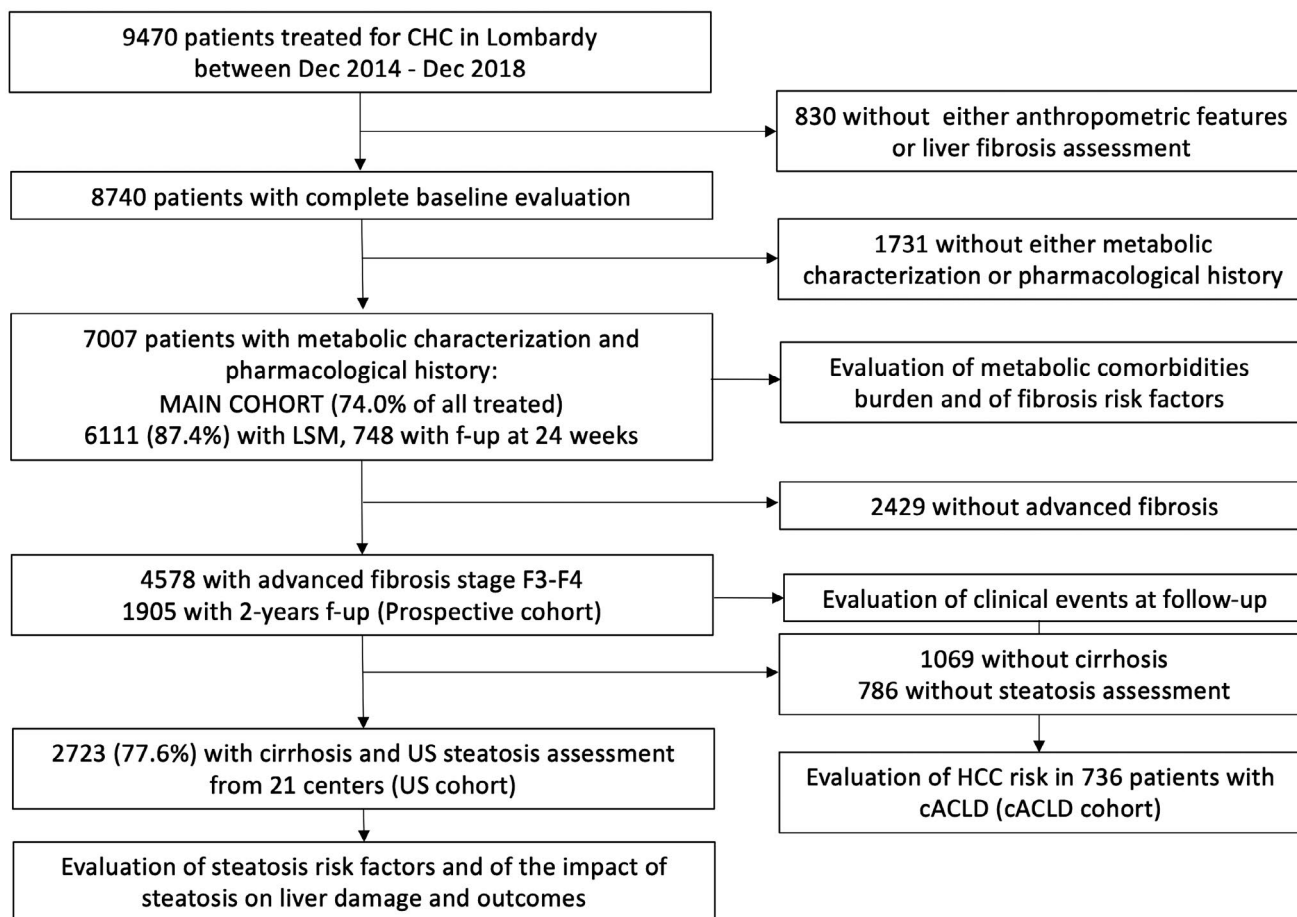 9470 patients treated for CHC in Lombardy
between Dec 2014 - Dec 2018
830 without either anthropometric features
or liver fibrosis assessment
8740 patients with complete baseline evaluation
1731 without either metabolic
characterization or pharmacological history
7007 patients with metabolic characterization and
pharmacological history:
MAIN COHORT (74.0% of all treated)
6111 (87.4%) with LSM, 748 with f-up at 24 weeks
Evaluation of metabolic comorbidities
burden and of fibrosis risk factors
2429 without advanced fibrosis
4578 with advanced fibrosis stage F3-F4
1905 with 2-years f-up (Prospective cohort)
Evaluation of clinical events at follow-up
1069 without cirrhosis
786 without steatosis assessment
2723 (77.6%) with cirrhosis and US steatosis assessment
from 21 centers (US cohort)
Evaluation of HCC risk in 736 patients with
cACLD (cACLD cohort)
Evaluation of steatosis risk factors and of the impact of
steatosis on liver damage and outcomes